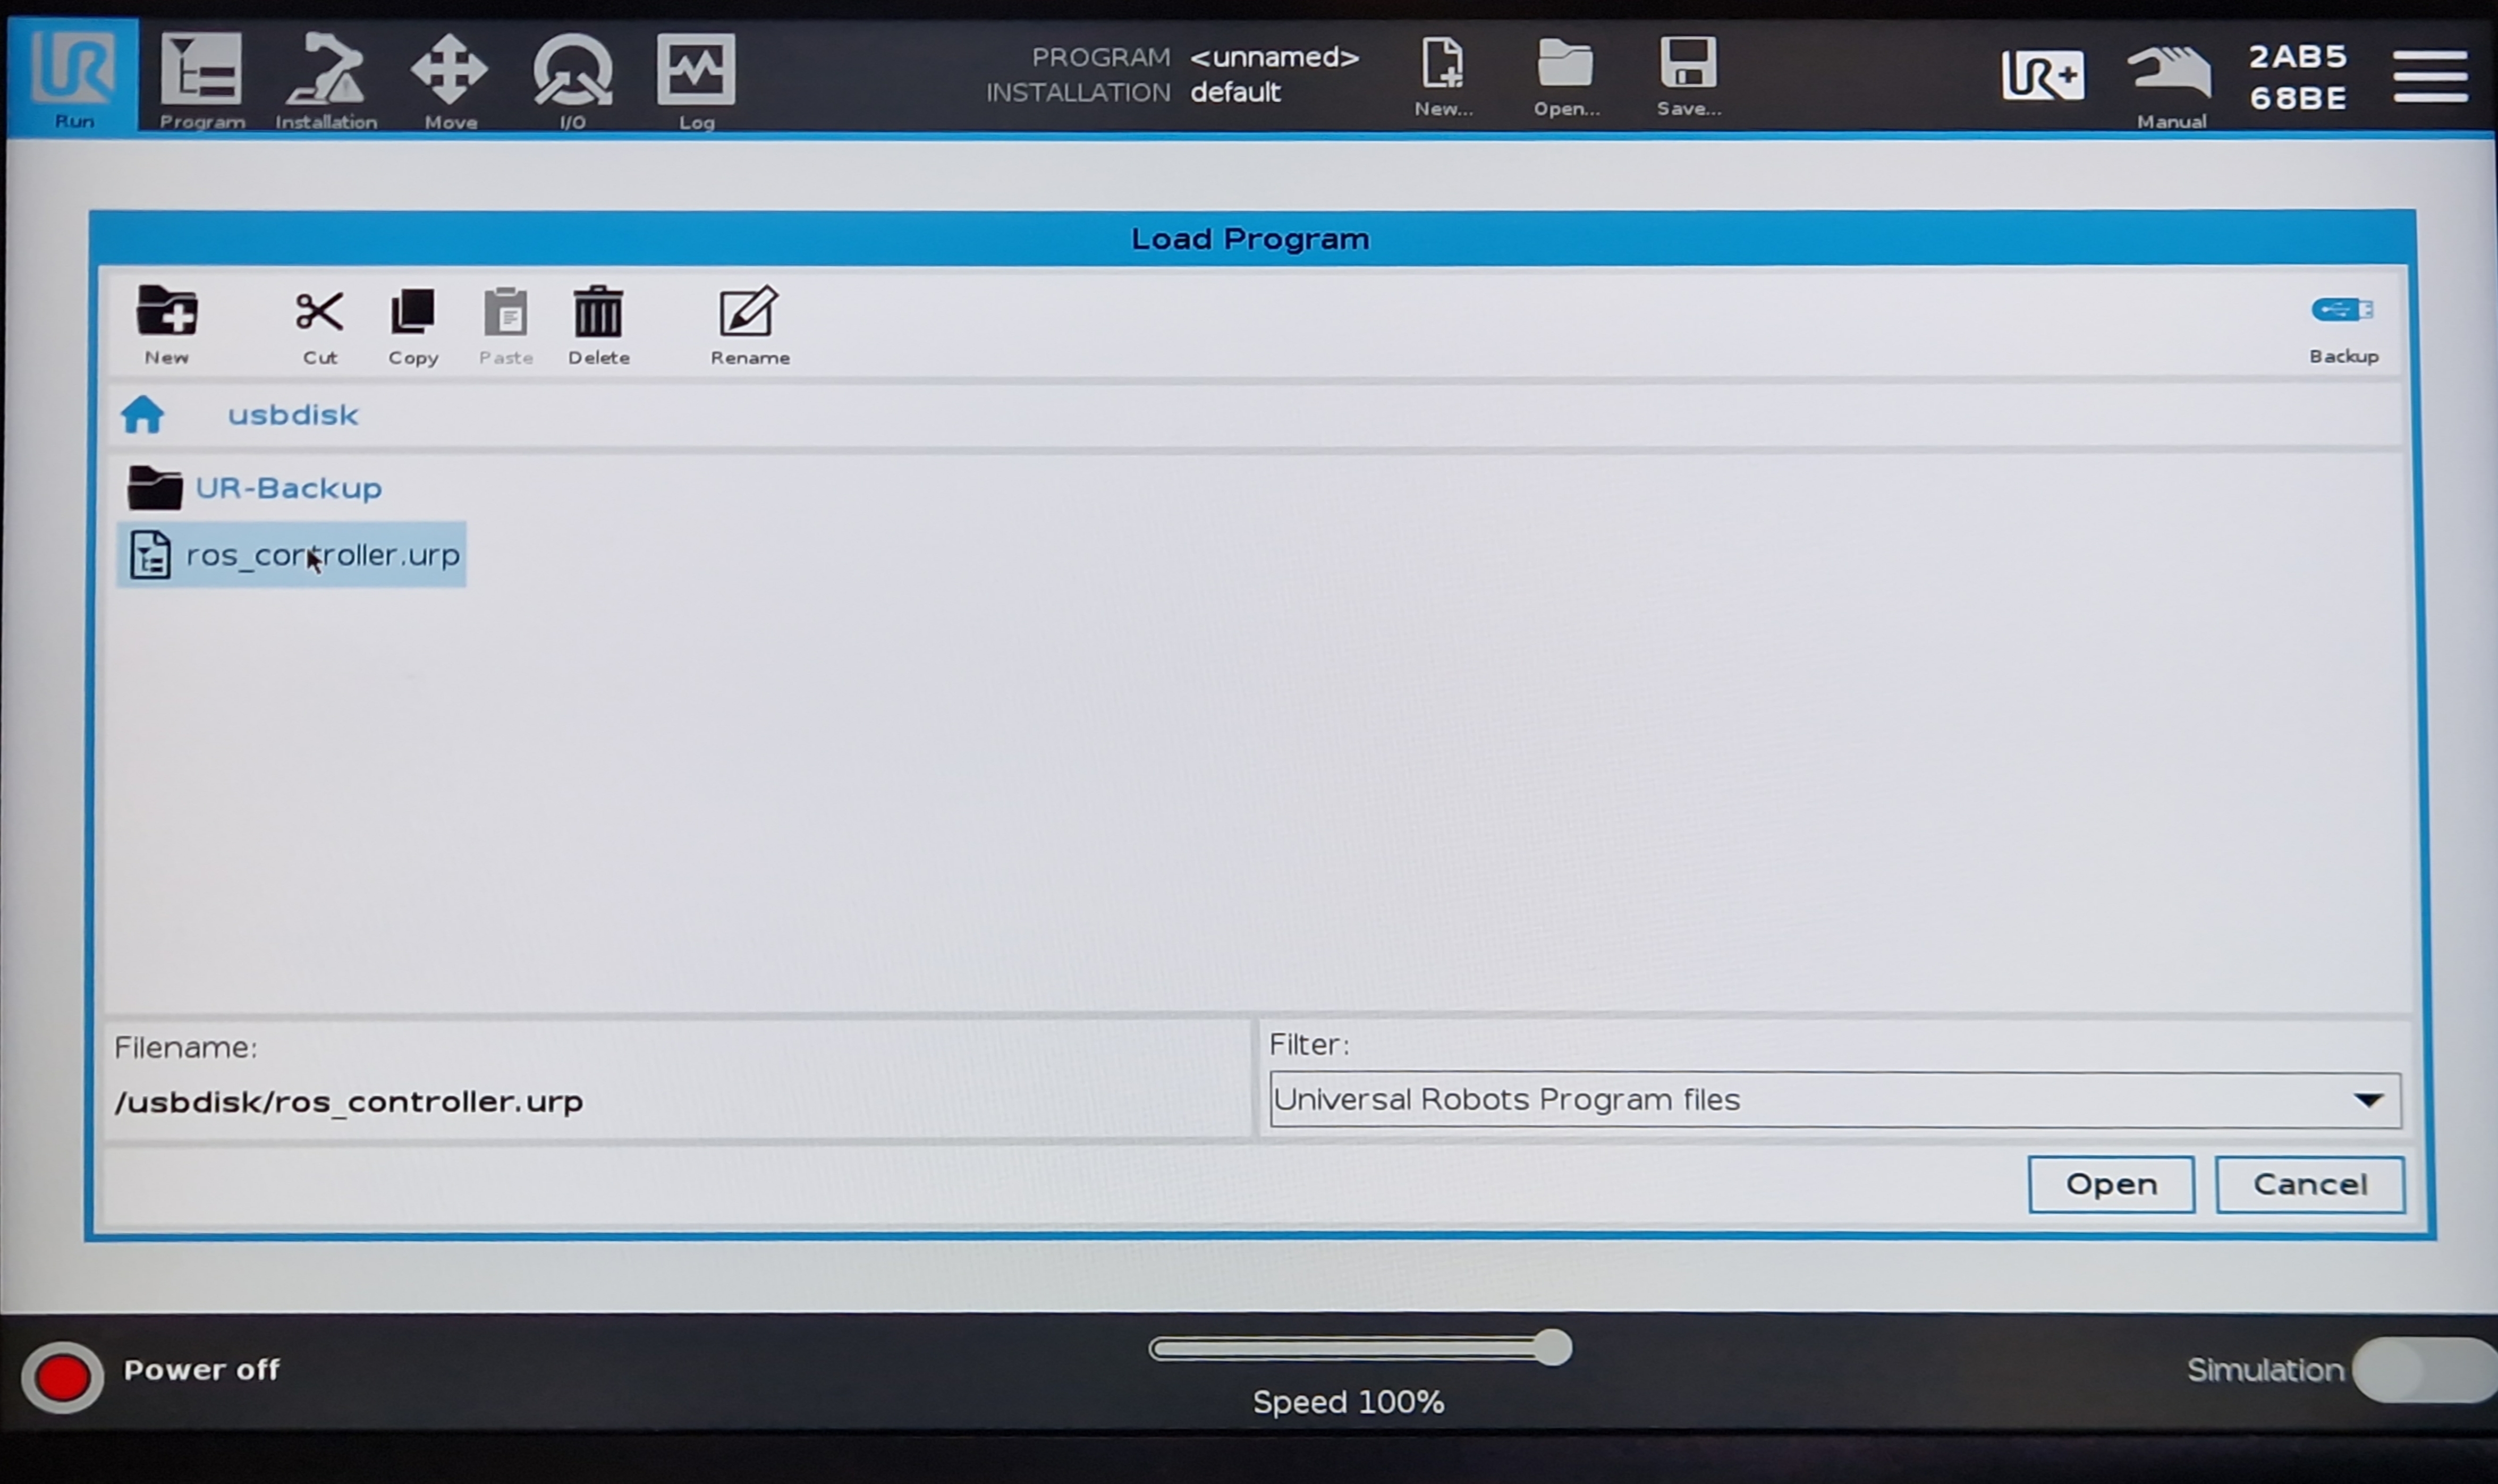 Run
Program
Installation
Move
I/O
Log
PROGRAM <unnamed>
INSTALLATION default
New...
Open...
Save...
UR+
Manual
2AB5
68BE
Load Program
New
Cut
Copy
Paste
Delete
Rename
Backup
usbdisk
UR-Backup
ros_controller.urp
Filename:
/usbdisk/ros_controller.urp
Filter:
Universal Robots Program files
Open
Cancel
Power off
Speed 100%
Simulation